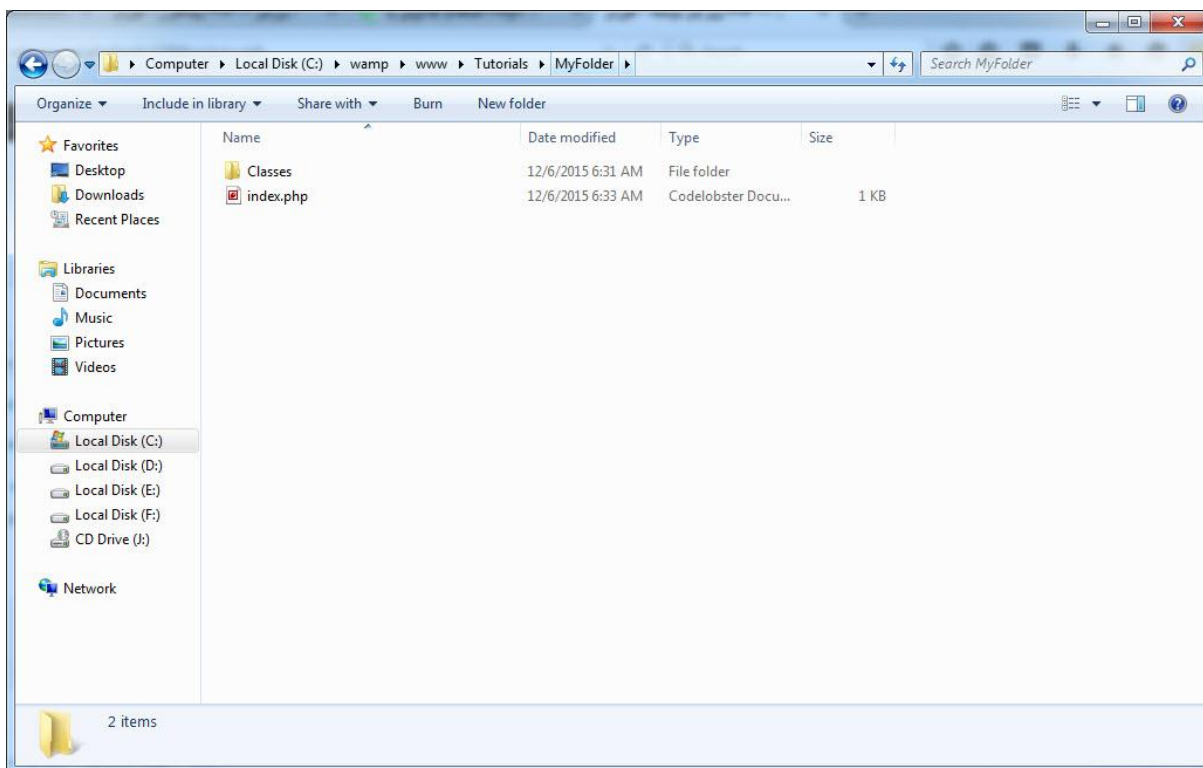 Computer Local Disk (C:) wamp www Tutorials MyFolder Search MyFolder
Organize Include in library Share with Burn New folder
Name Date modified Type Size
Classes 12/6/2015 6:31 AM File folder
index.php 12/6/2015 6:33 AM Codelobster Docu... 1 KB
Favorites
Desktop
Downloads
Recent Places
Libraries
Documents
Music
Pictures
Videos
Computer
Local Disk (C:)
Local Disk (D:)
Local Disk (E:)
Local Disk (F:)
CD Drive (J:)
Network
2 items